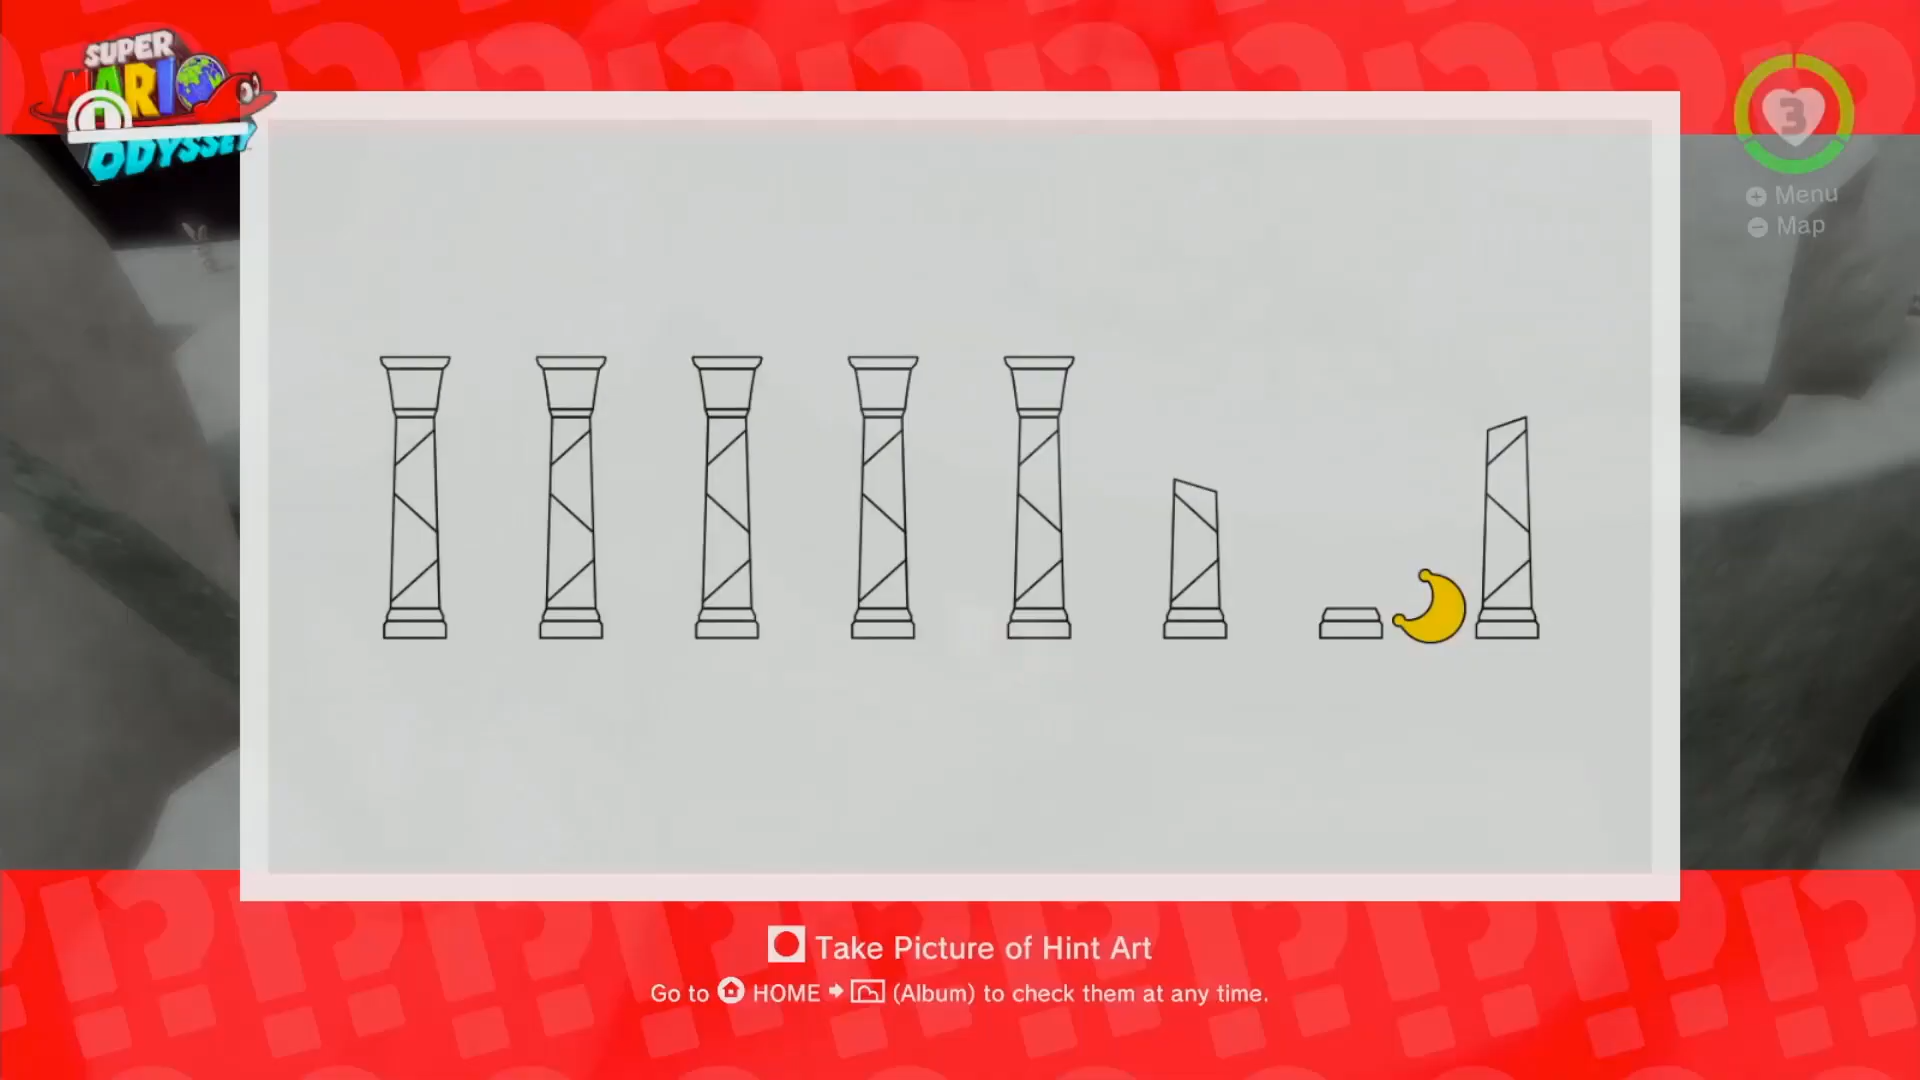 SUPER
MARIO
ODYSSEY
3
Menu
Map
Take Picture of Hint Art
Go to HOME → (Album) to check them at any time.